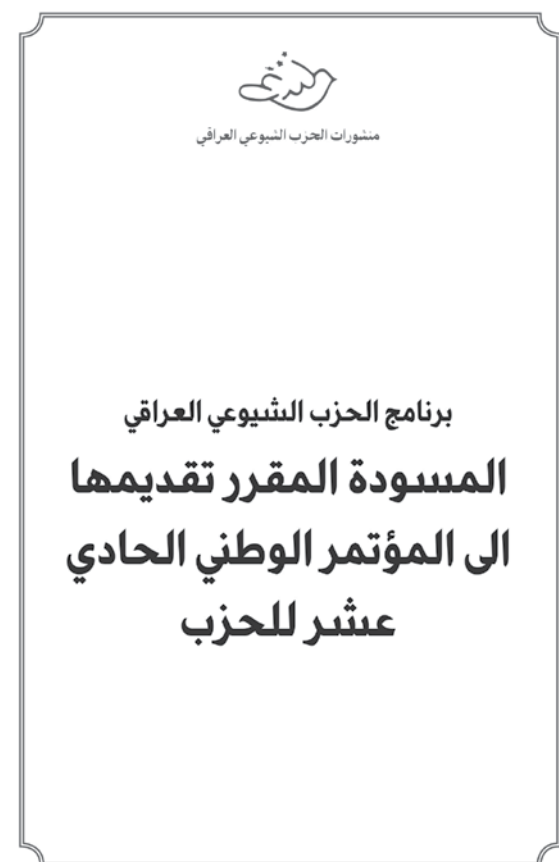 منشورات الحزب الشيوعي العراقي
برنامج الحزب الشيوعي العراقي
المسودة المقرر تقديمها
الى المؤتمر الوطني الحادي
عشر للحزب